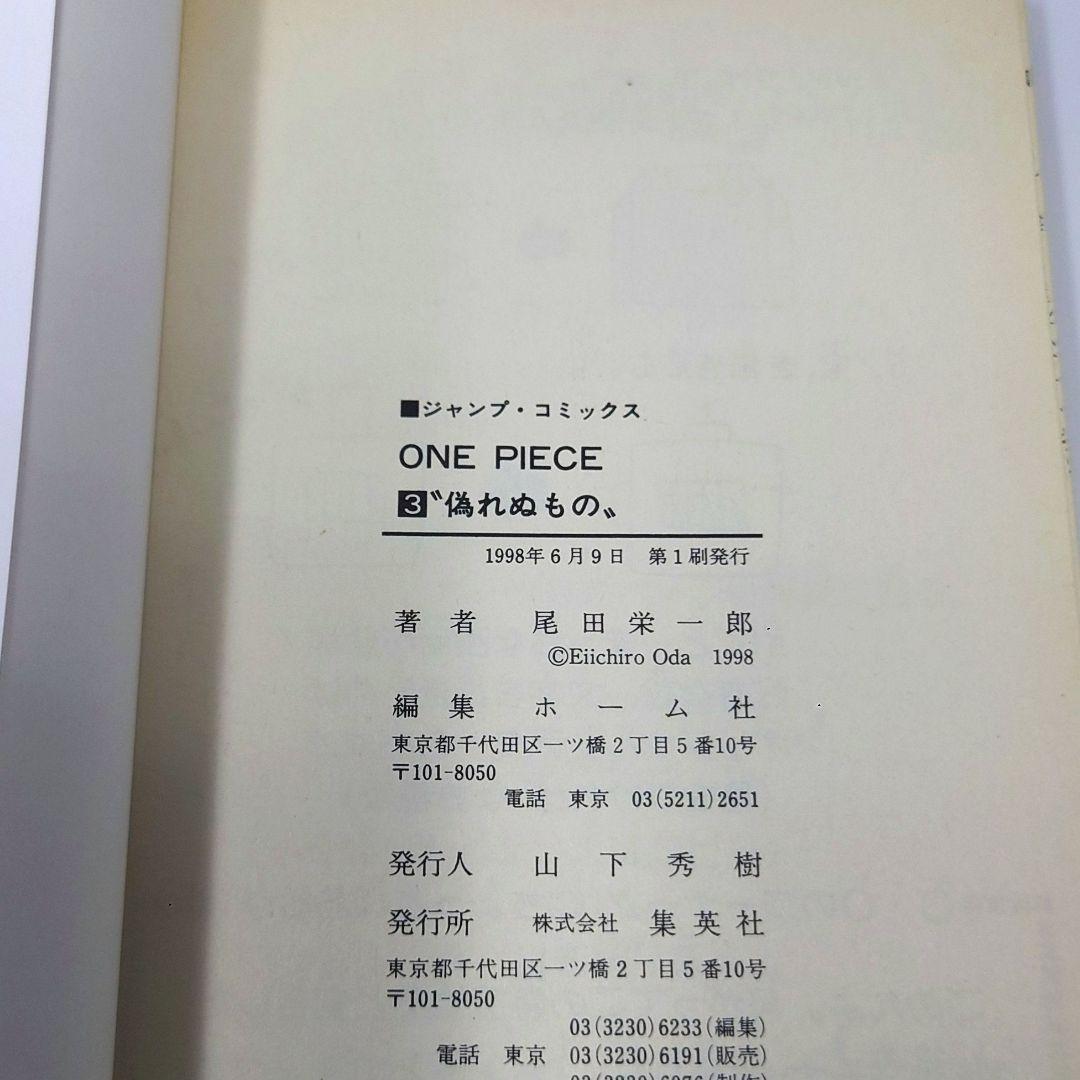 ■ジャンプ・コミックス
ONE PIECE
3〝偽れぬもの〟
1998年6月9日 第1刷発行
著者 尾田栄一郎
©Eiichiro Oda 1998
編集 ホーム社
東京都千代田区一ツ橋2丁目5番10号
〒101-8050
電話 東京 03(5211)2651
発行人 山下秀樹
発行所 株式会社 集英社
東京都千代田区一ツ橋2丁目5番10号
〒101-8050
03(3230)6233(編集)
電話 東京 03(3230)6191(販売)